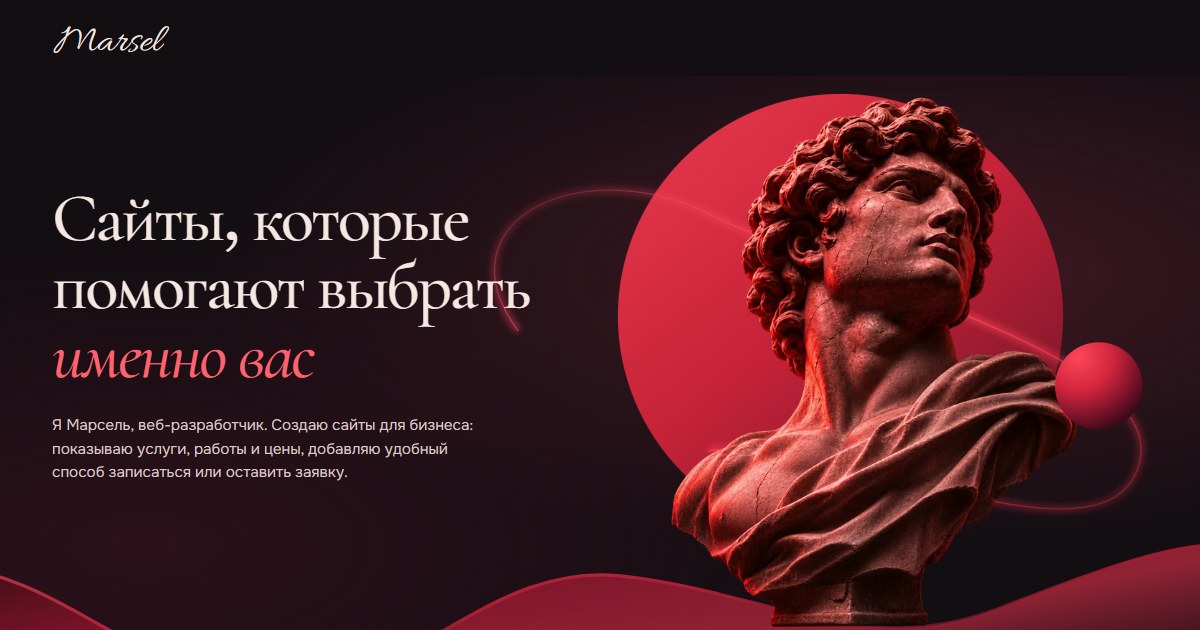 Marsel
Сайты, которые
помогают выбрать
именно вас
Я Марсель, веб-разработчик. Создаю сайты для бизнеса:
показываю услуги, работы и цены, добавляю удобный
способ записаться или оставить заявку.